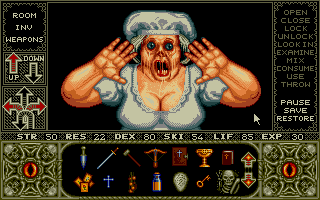 ROOM
INV
WEAPONS
UP
DOWN
OPEN
CLOSE
LOCK
UNLOCK
LOOK IN
EXAMINE
MIX
CONSUME
USE
THROW
PAUSE
SAVE
RESTORE
STR 50 RES 22 DEX 80 SKI 54 LIF 85 EXP 30